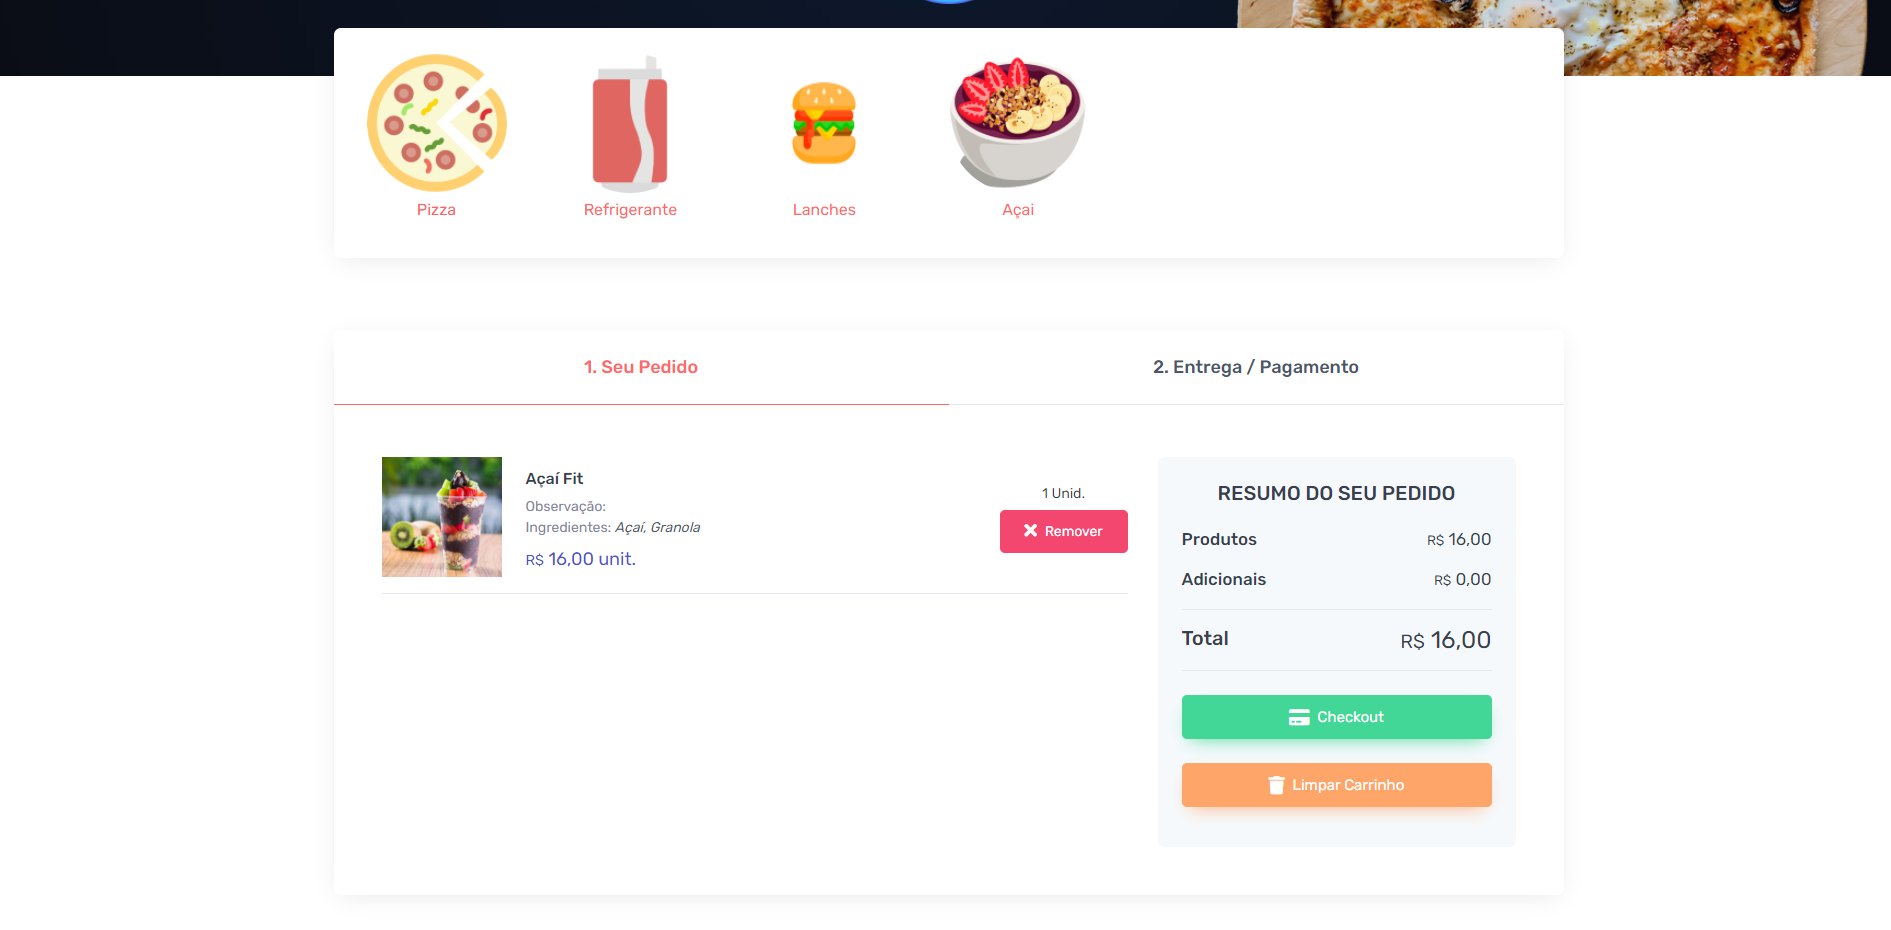 Pizza
Refrigerante
Lanches
Açai
1. Seu Pedido
2. Entrega / Pagamento
Açaí Fit
Observação:
Ingredientes: Açaí, Granola
R$ 16,00 unit.
1 Unid.
Remover
RESUMO DO SEU PEDIDO
Produtos R$ 16,00
Adicionais R$ 0,00
Total R$ 16,00
Checkout
Limpar Carrinho